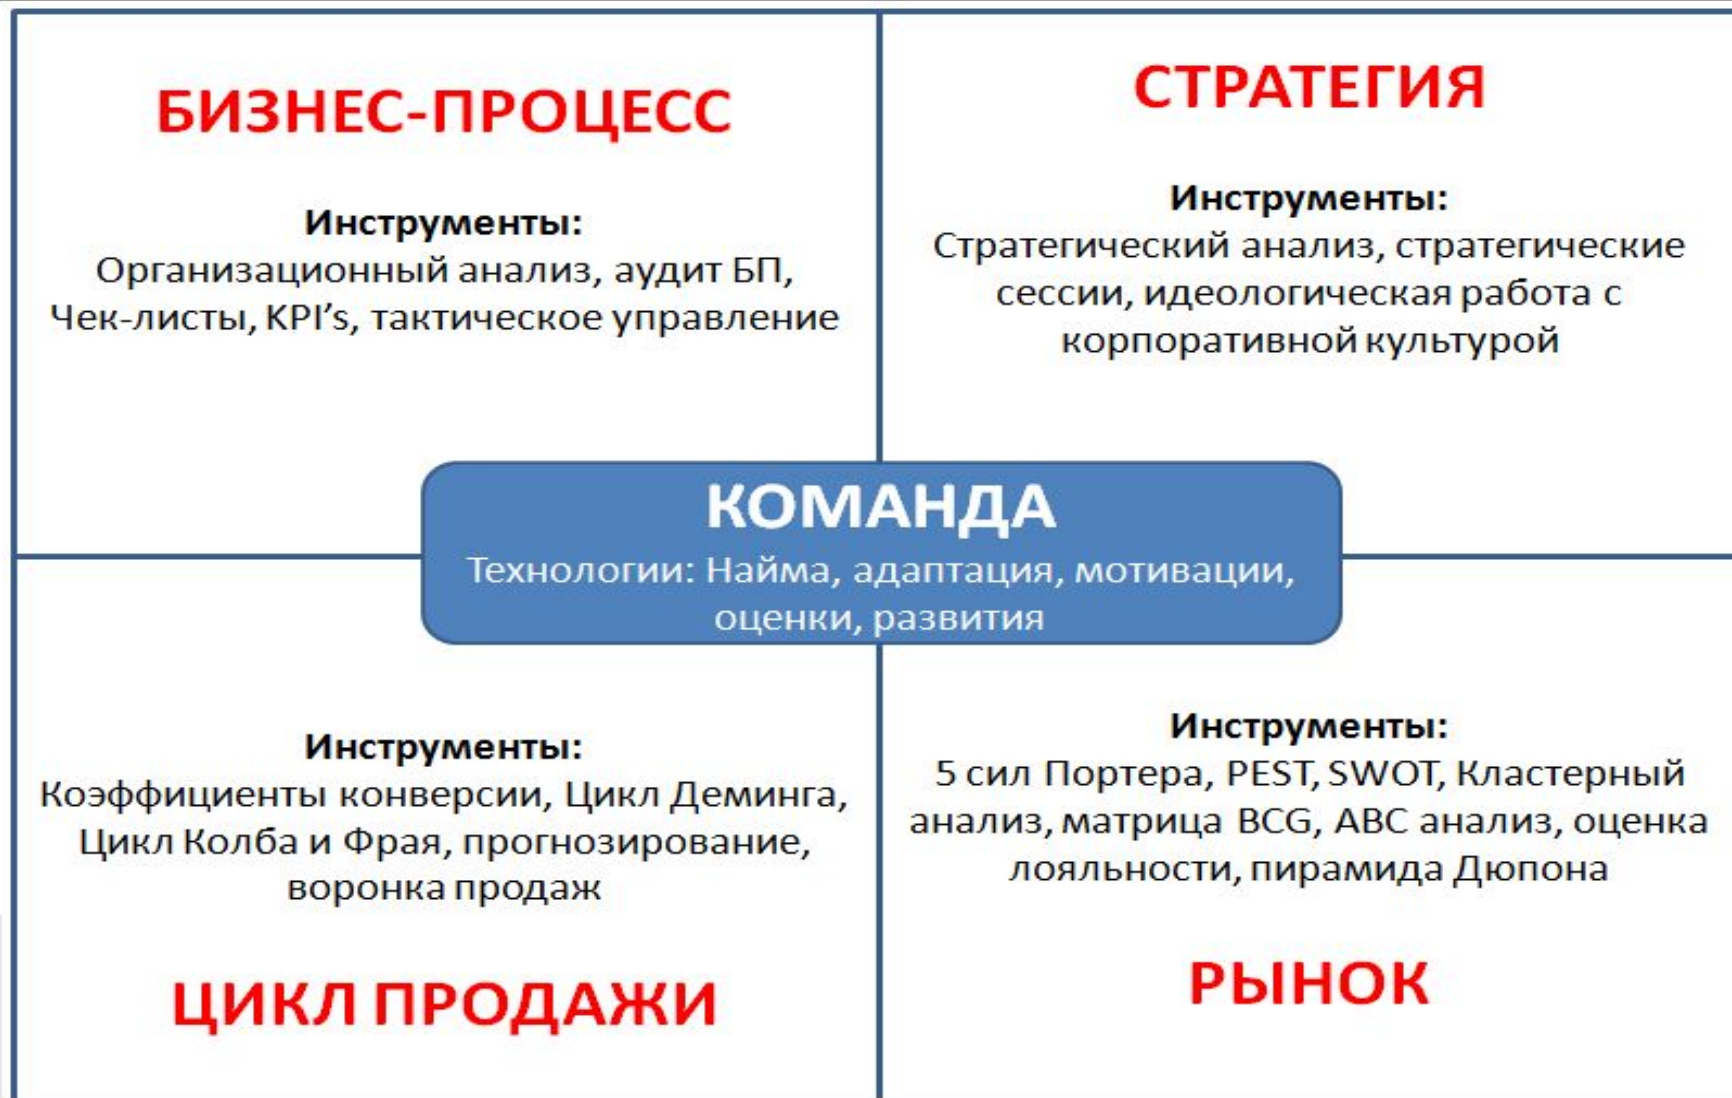 БИЗНЕС-ПРОЦЕСС
Инструменты:
Организационный анализ, аудит БП,
Чек-листы, KPI’s, тактическое управление
СТРАТЕГИЯ
Инструменты:
Стратегический анализ, стратегические
сессии, идеологическая работа с
корпоративной культурой
КОМАНДА
Технологии: Найма, адаптация, мотивации,
оценки, развития
Инструменты:
Коэффициенты конверсии, Цикл Деминга,
Цикл Колба и Фрая, прогнозирование,
воронка продаж
ЦИКЛ ПРОДАЖИ
Инструменты:
5 сил Портера, PEST, SWOT, Кластерный
анализ, матрица BCG, ABC анализ, оценка
лояльности, пирамида Дюпона
РЫНОК